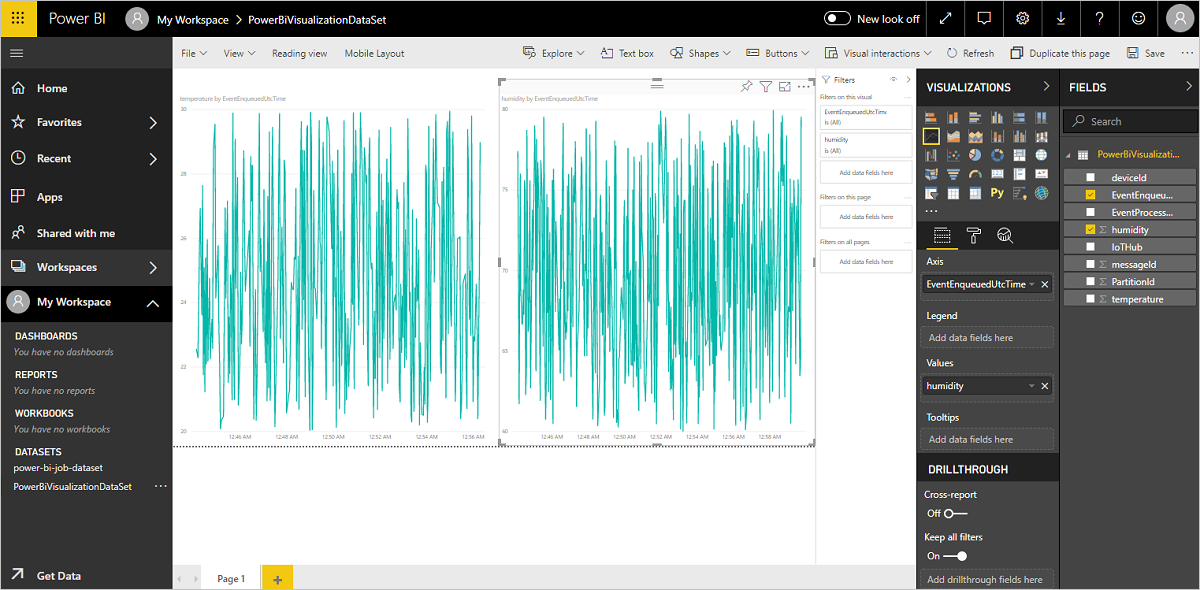 Power BI
My Workspace > PowerBiVisualizationDataSet
New look off
?
File
View
Reading view
Mobile Layout
Explore
Text box
Shapes
Buttons
Visual interactions
Refresh
Duplicate this page
Save
Home
Favorites
Recent
Apps
Shared with me
Workspaces
My Workspace
DASHBOARDS
You have no dashboards
REPORTS
You have no reports
WORKBOOKS
You have no workbooks
DATASETS
power-bi-job-dataset
PowerBiVisualizationDataSet
Get Data
temperature by EventEnqueuedUtcTime
30
28
26
24
22
20
12:46 AM
12:48 AM
12:50 AM
12:52 AM
12:54 AM
12:56 AM
humidity by EventEnqueuedUtcTime
80
75
70
65
60
12:46 AM
12:48 AM
12:50 AM
12:52 AM
12:54 AM
12:56 AM
12:58 AM
Page 1
+
Filters
Filters on this visual
EventEnqueuedUtcTime
is (All)
humidity
is (All)
Add data fields here
Filters on this page
Add data fields here
Filters on all pages
Add data fields here
VISUALIZATIONS
Py
Axis
EventEnqueuedUtcTime
Legend
Add data fields here
Values
humidity
Tooltips
Add data fields here
DRILLTHROUGH
Cross-report
Off
Keep all filters
On
Add drillthrough fields here
FIELDS
Search
PowerBiVisualizati...
deviceId
EventEnqueu...
EventProcess...
Σ humidity
IoTHub
Σ messageId
Σ PartitionId
Σ temperature